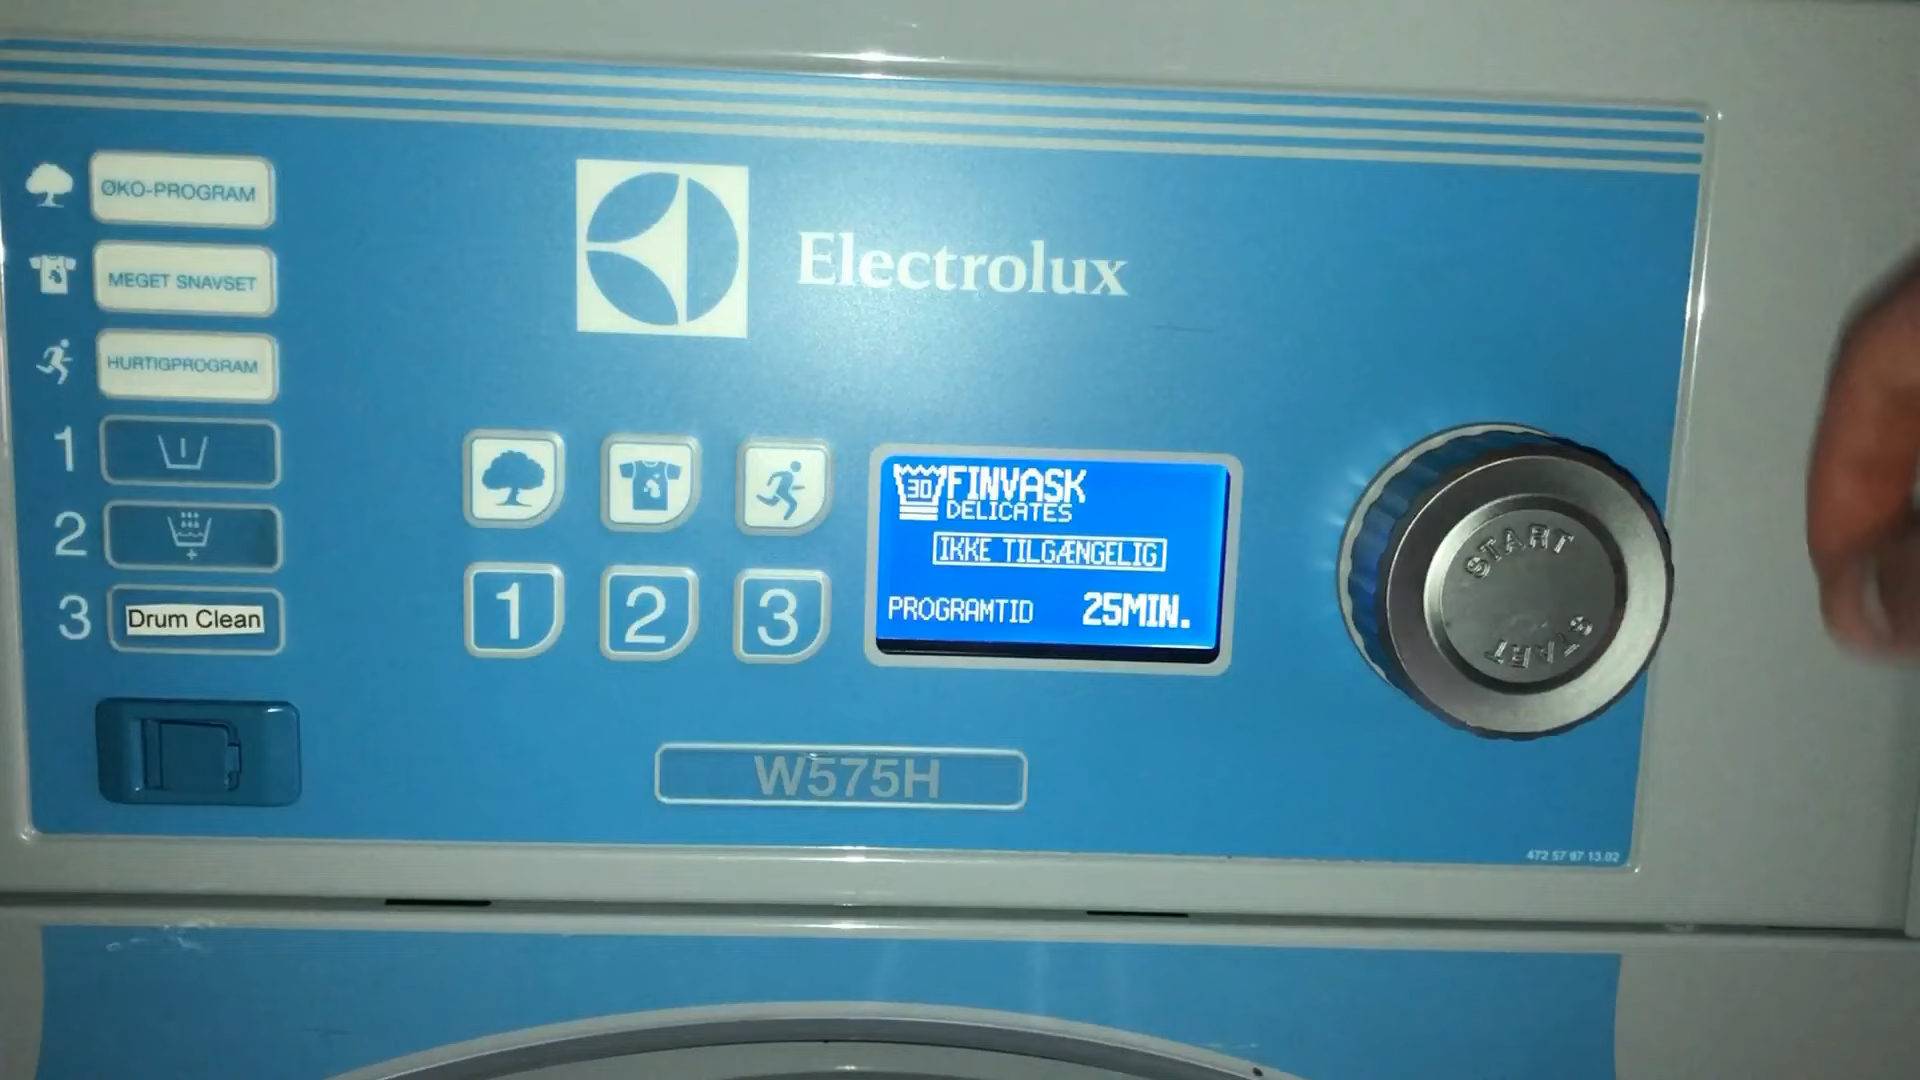 ØKO-PROGRAM
MEGET SNAVSET
HURTIGPROGRAM
1
2
3 Drum Clean
Electrolux
1 2 3
30 FINVASK
DELICATES
IKKE TILGÆNGELIG
PROGRAMTID 25MIN.
START
START
W575H
472 57 97 13.02